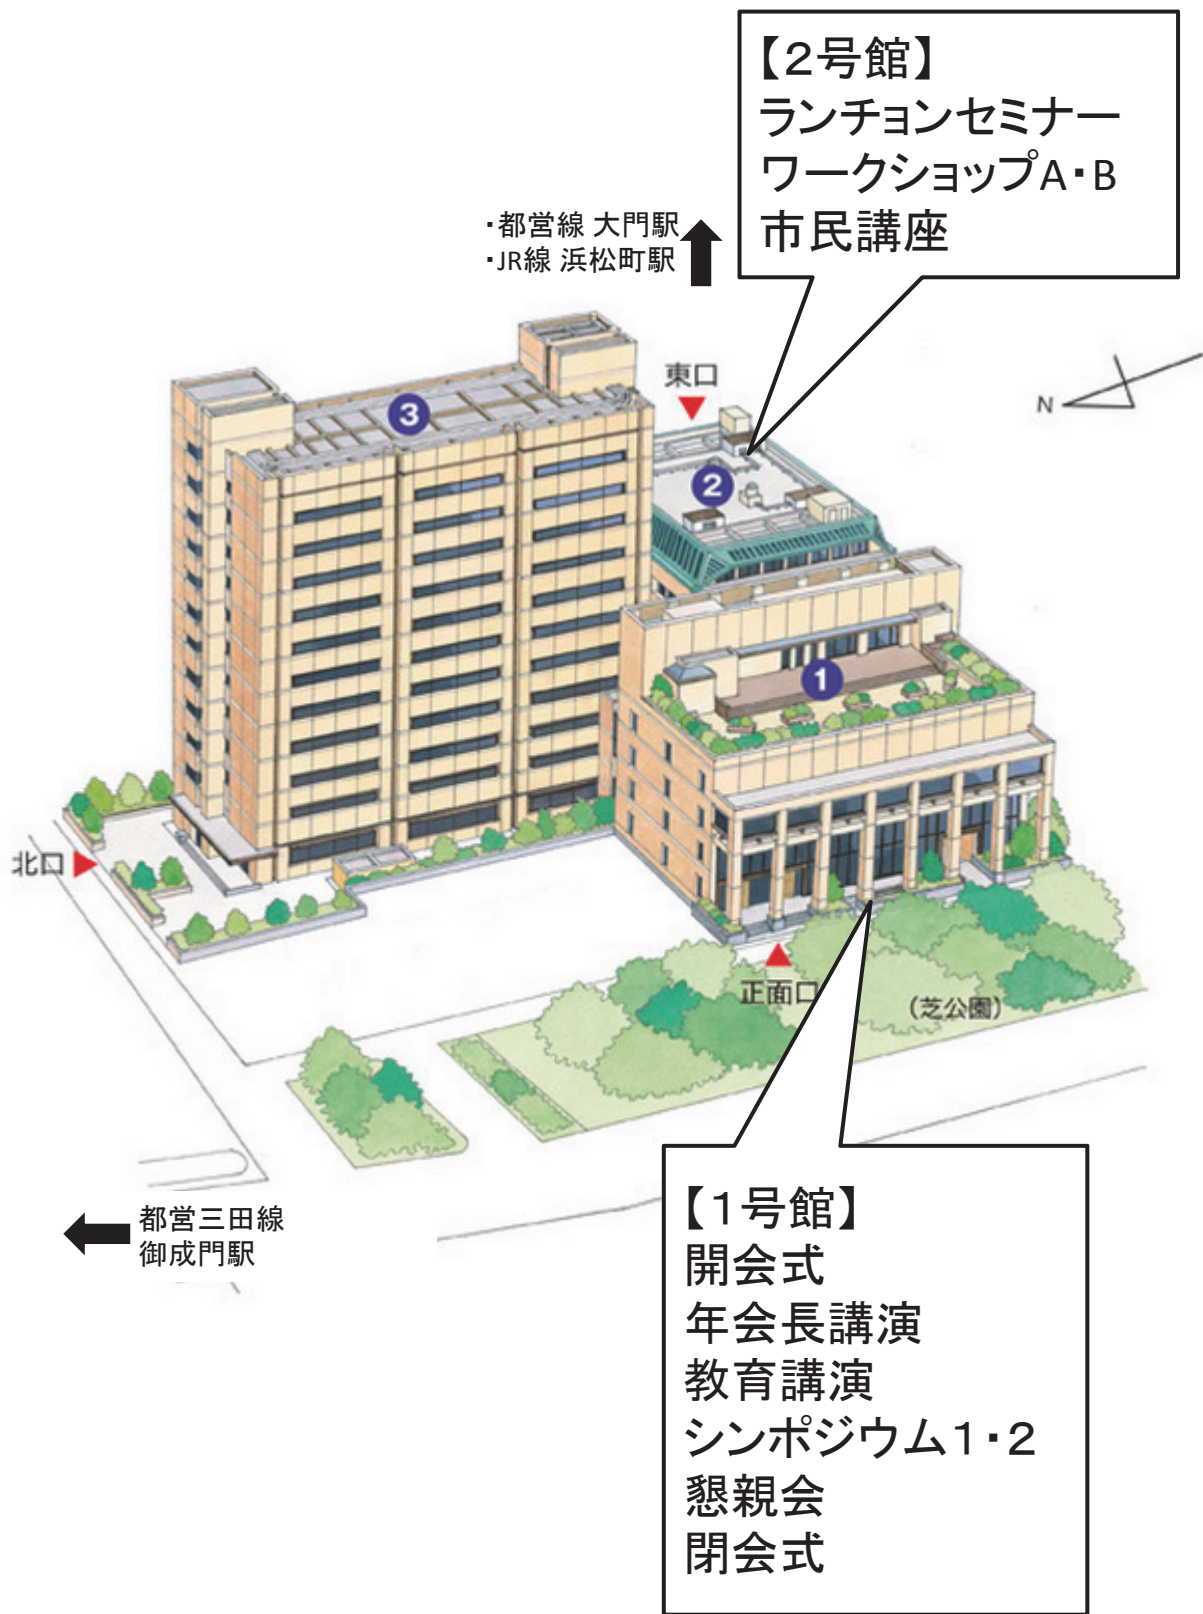 【2号館】
ランチョンセミナー
ワークショップA・B
市民講座
・都営線 大門駅
・JR線 浜松町駅
東口
N
3
2
1
北口
正面口
(芝公園)
都営三田線
御成門駅
【1号館】
開会式
年会長講演
教育講演
シンポジウム1・2
懇親会
閉会式